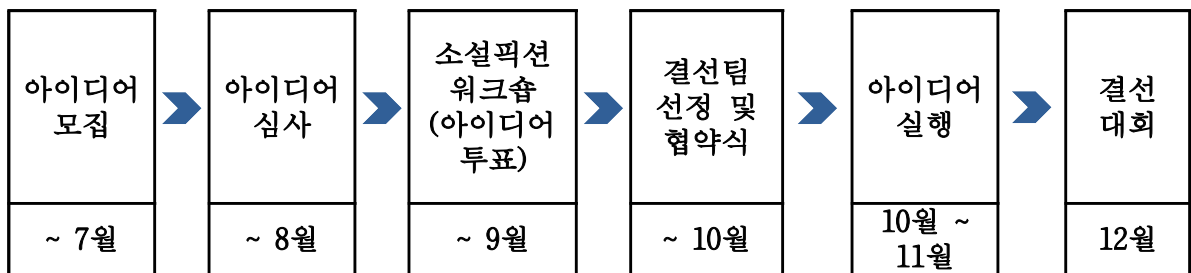 아이디어
모집
~ 7월
아이디어
심사
~ 8월
소설픽션
워크숍
(아이디어
투표)
~ 9월
결선팀
선정 및
협약식
~ 10월
아이디어
실행
10월 ~
11월
결선
대회
12월